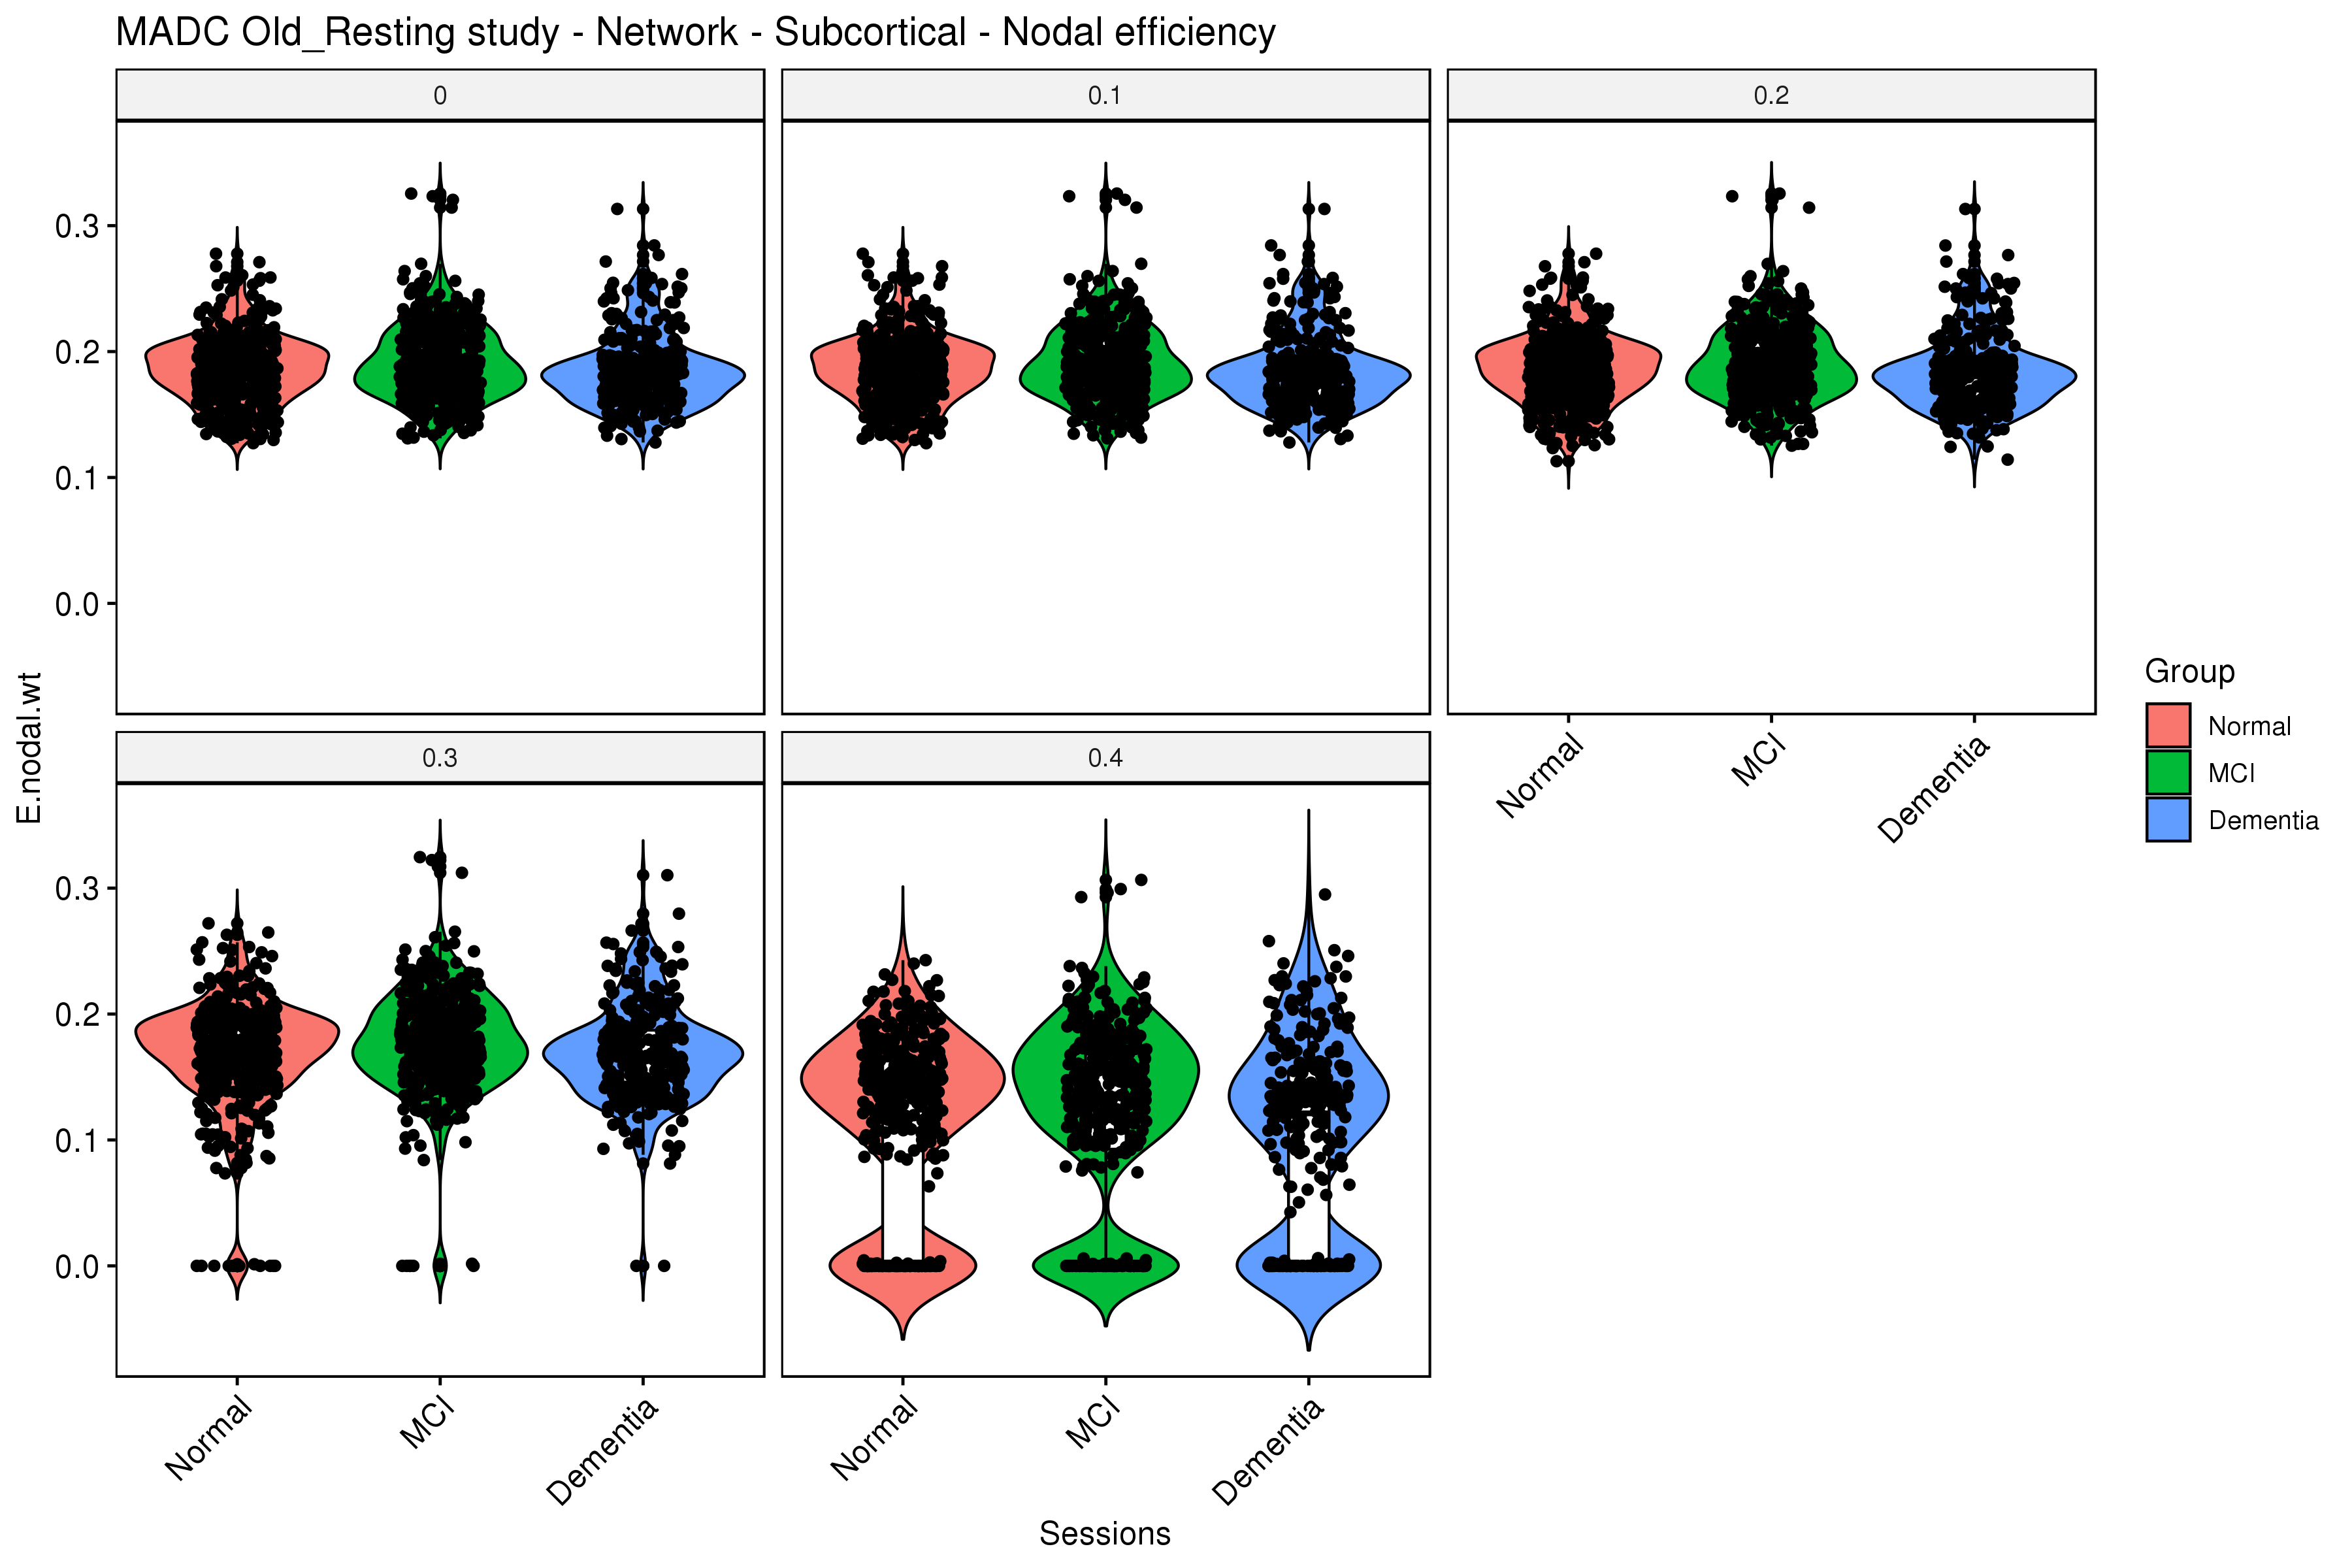 MADC Old_Resting study - Network - Subcortical - Nodal efficiency
0
0.1
0.2
0.3
0.2
0.1
0.0
Normal
MCI
Dementia
E.nodal.wt
Group
Normal
MCI
Dementia
0.3
0.4
0.3
0.2
0.1
0.0
Normal
MCI
Dementia
Normal
MCI
Dementia
Sessions